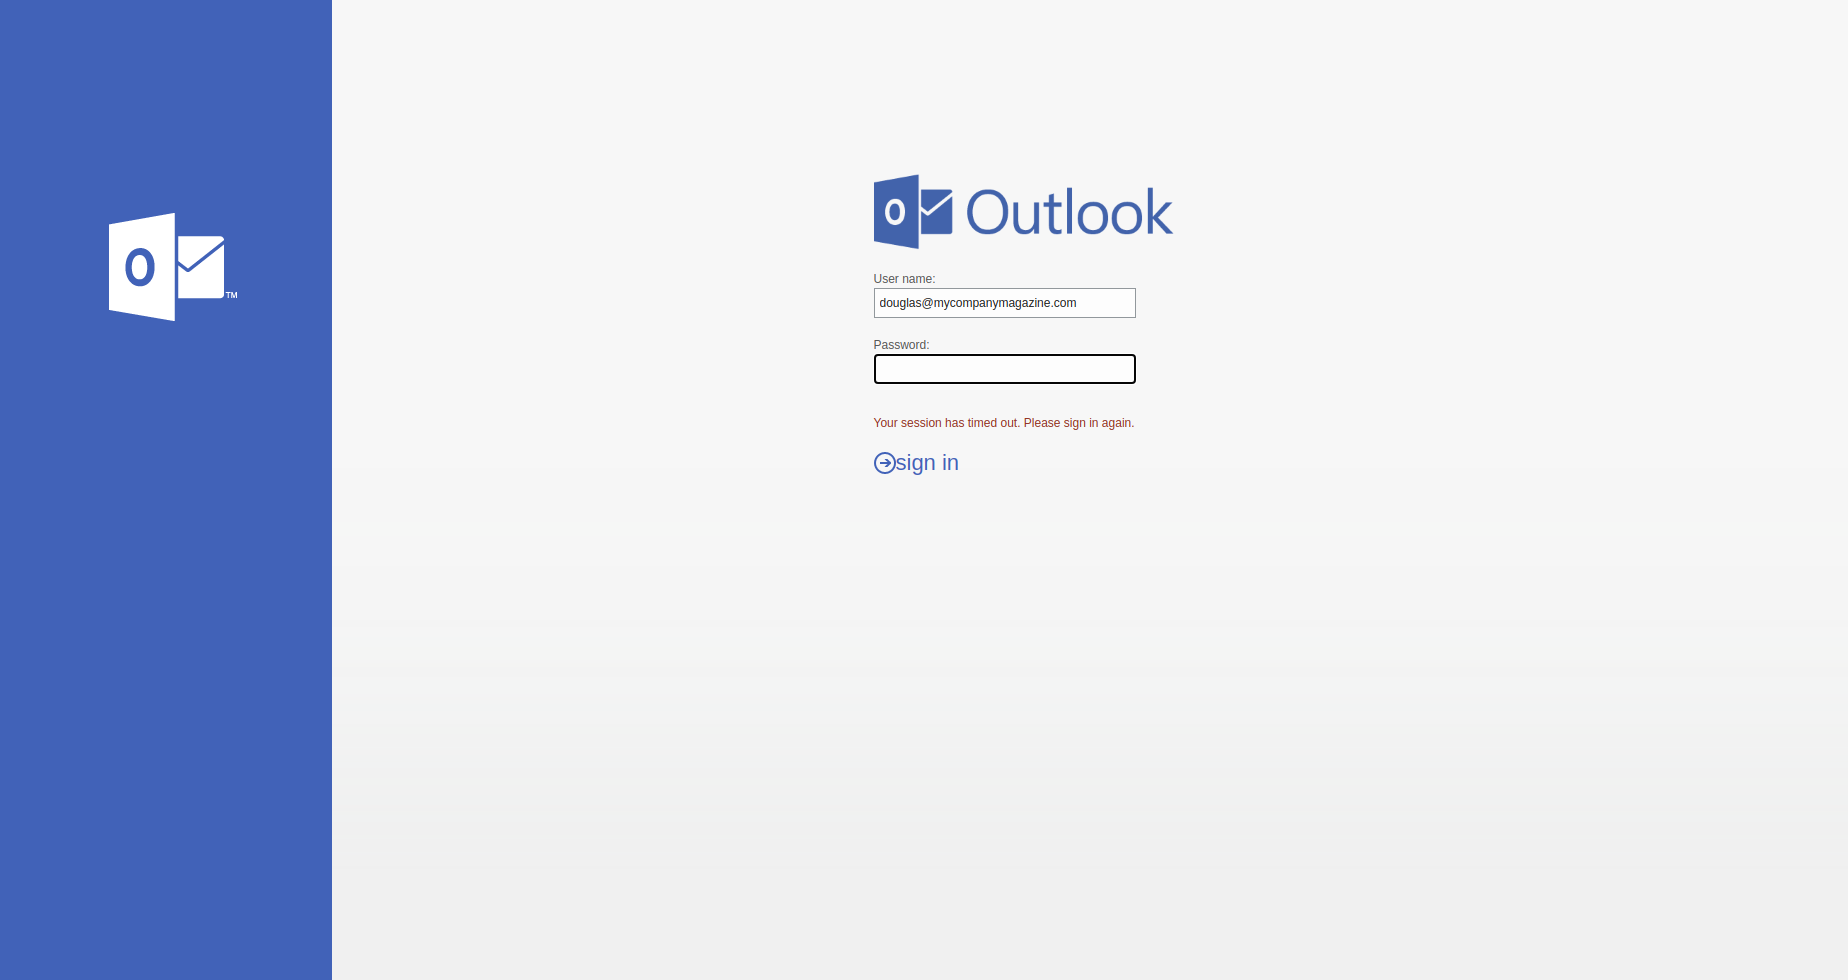 O
TM
O Outlook
User name:
douglas@mycompanymagazine.com
Password:
Your session has timed out. Please sign in again.
sign in